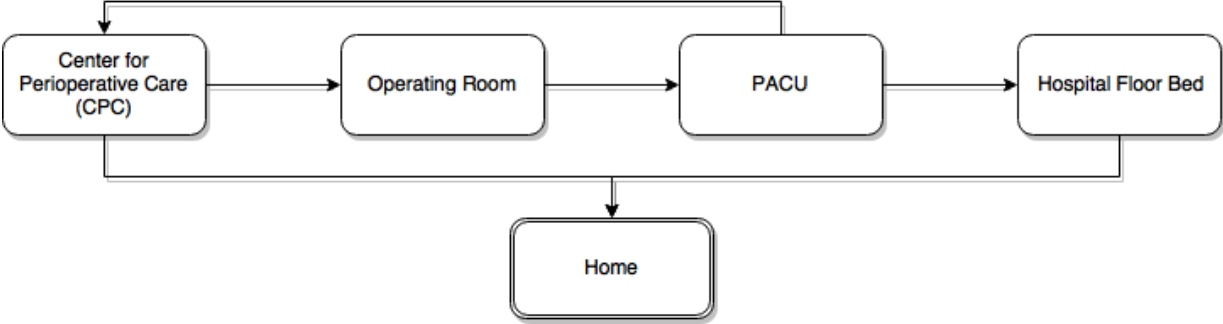 Center for
Perioperative Care
(CPC)
Operating Room
PACU
Hospital Floor Bed
Home